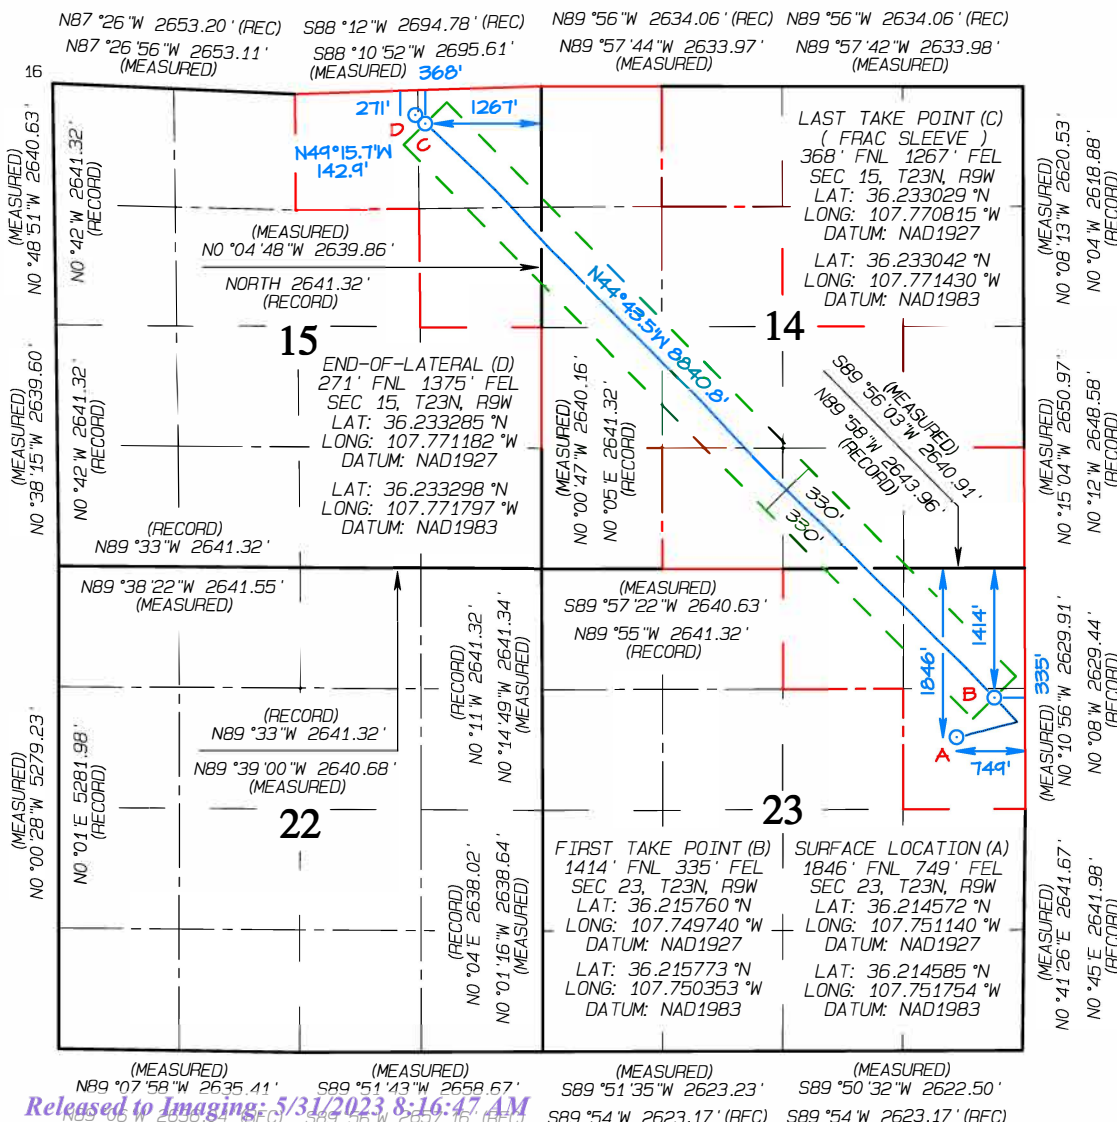 N87°26'W 2653.20' (REC)
N87°26'56"W 2653.11'
(MEASURED)
S88°12'W 2694.78' (REC)
S88°10'52"W 2695.61'
(MEASURED)
N89°56'W 2634.06' (REC)
N89°57'44"W 2633.97'
(MEASURED)
N89°56'W 2634.06' (REC)
N89°57'42"W 2633.98'
(MEASURED)
16
368'
271'
1267'
D
C
N49°15.7'W
142.9'
LAST TAKE POINT (C)
( FRAC SLEEVE )
368' FNL 1267' FEL
SEC 15, T23N, R9W
LAT: 36.233029 °N
LONG: 107.770815 °W
DATUM: NAD1927
LAT: 36.233042 °N
LONG: 107.771430 °W
DATUM: NAD1983
(MEASURED)
N0°48'51"W 2640.63'
N0°42'W 2641.32'
(RECORD)
(MEASURED)
N0°04'48"W 2639.86'
NORTH 2641.32'
(RECORD)
(MEASURED)
N0°08'13"W 2620.53'
N0°04'W 2618.88'
(RECORD)
N44°43.5'W 8840.8'
15
14
END-OF-LATERAL (D)
271' FNL 1375' FEL
SEC 15, T23N, R9W
LAT: 36.233285 °N
LONG: 107.771182 °W
DATUM: NAD1927
LAT: 36.233298 °N
LONG: 107.771797 °W
DATUM: NAD1983
(MEASURED)
N0°38'15"W 2639.60'
N0°42'W 2641.32'
(RECORD)
(MEASURED)
N0°00'47"W 2640.16'
N0°05'E 2641.32'
(RECORD)
(MEASURED)
S89°56'03"W 2640.91'
N89°58'W 2643.96'
(RECORD)
(MEASURED)
N0°15'04"W 2650.97'
N0°12'W 2648.58'
(RECORD)
330'
330'
(RECORD)
N89°33'W 2641.32'
N89°38'22"W 2641.55'
(MEASURED)
(MEASURED)
S89°57'22"W 2640.63'
N89°55'W 2641.32'
(RECORD)
(RECORD)
N0°11'W 2641.32'
N0°14'49"W 2641.34'
(MEASURED)
1414'
1846'
B
335'
A
749'
(MEASURED)
N0°10'56"W 2629.91'
N0°08'W 2629.44'
(RECORD)
(RECORD)
N89°33'W 2641.32'
N89°39'00"W 2640.68'
(MEASURED)
(MEASURED)
N0°00'28"W 5279.23'
N0°01'E 5281.98'
(RECORD)
22
23
FIRST TAKE POINT (B)
1414' FNL 335' FEL
SEC 23, T23N, R9W
LAT: 36.215760 °N
LONG: 107.749740 °W
DATUM: NAD1927
LAT: 36.215773 °N
LONG: 107.750353 °W
DATUM: NAD1983
SURFACE LOCATION (A)
1846' FNL 749' FEL
SEC 23, T23N, R9W
LAT: 36.214572 °N
LONG: 107.751140 °W
DATUM: NAD1927
LAT: 36.214585 °N
LONG: 107.751754 °W
DATUM: NAD1983
(RECORD)
N0°04'E 2638.02'
N0°01'16"W 2638.64'
(MEASURED)
(MEASURED)
N0°41'26"E 2641.67'
N0°45'E 2641.98'
(RECORD)
(MEASURED)
N89°07'58"W 2635.41'
(MEASURED)
S89°51'43"W 2658.67'
(MEASURED)
S89°51'35"W 2623.23'
S89°54'W 2623.17' (REC)
(MEASURED)
S89°50'32"W 2622.50'
S89°54'W 2623.17' (REC)
Released to Imaging: 5/31/2023 8:16:47 AM